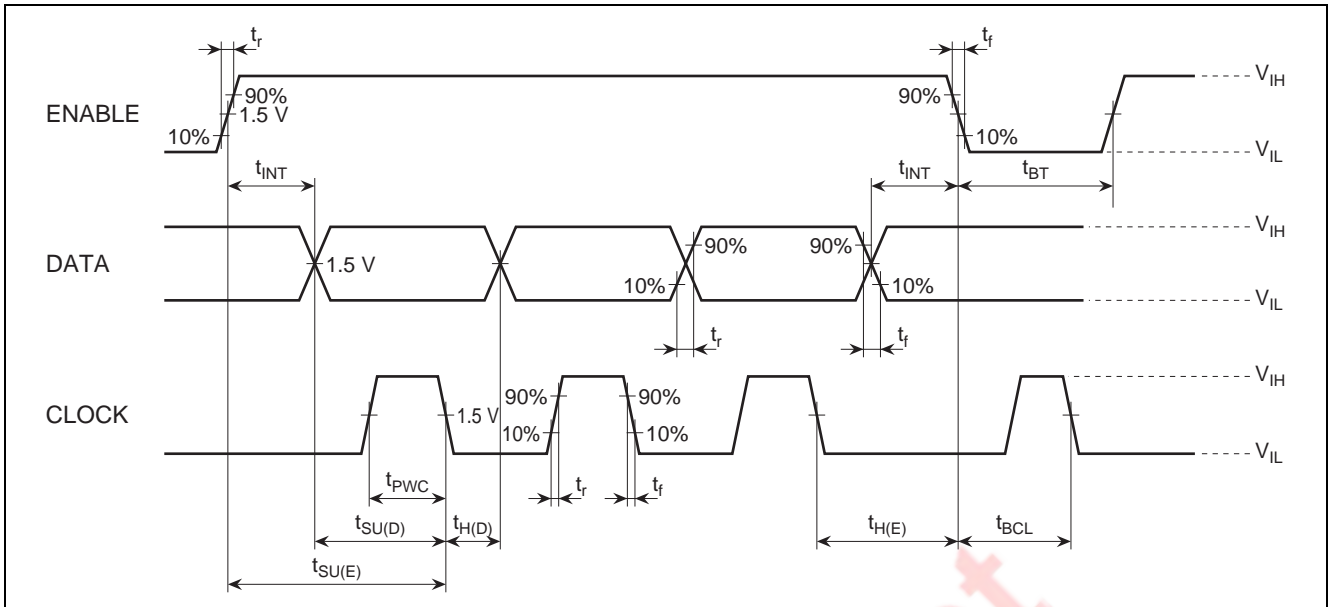 tr
tf
VIH
90%
90%
ENABLE
1.5 V
10%
10%
VIL
tINT
tINT
tBT
VIH
90%
90%
DATA
1.5 V
10%
10%
VIL
tr
tf
VIH
90%
90%
CLOCK
1.5 V
10%
10%
VIL
tPWC
tr
tf
tSU(D)
tH(D)
tH(E)
tBCL
tSU(E)